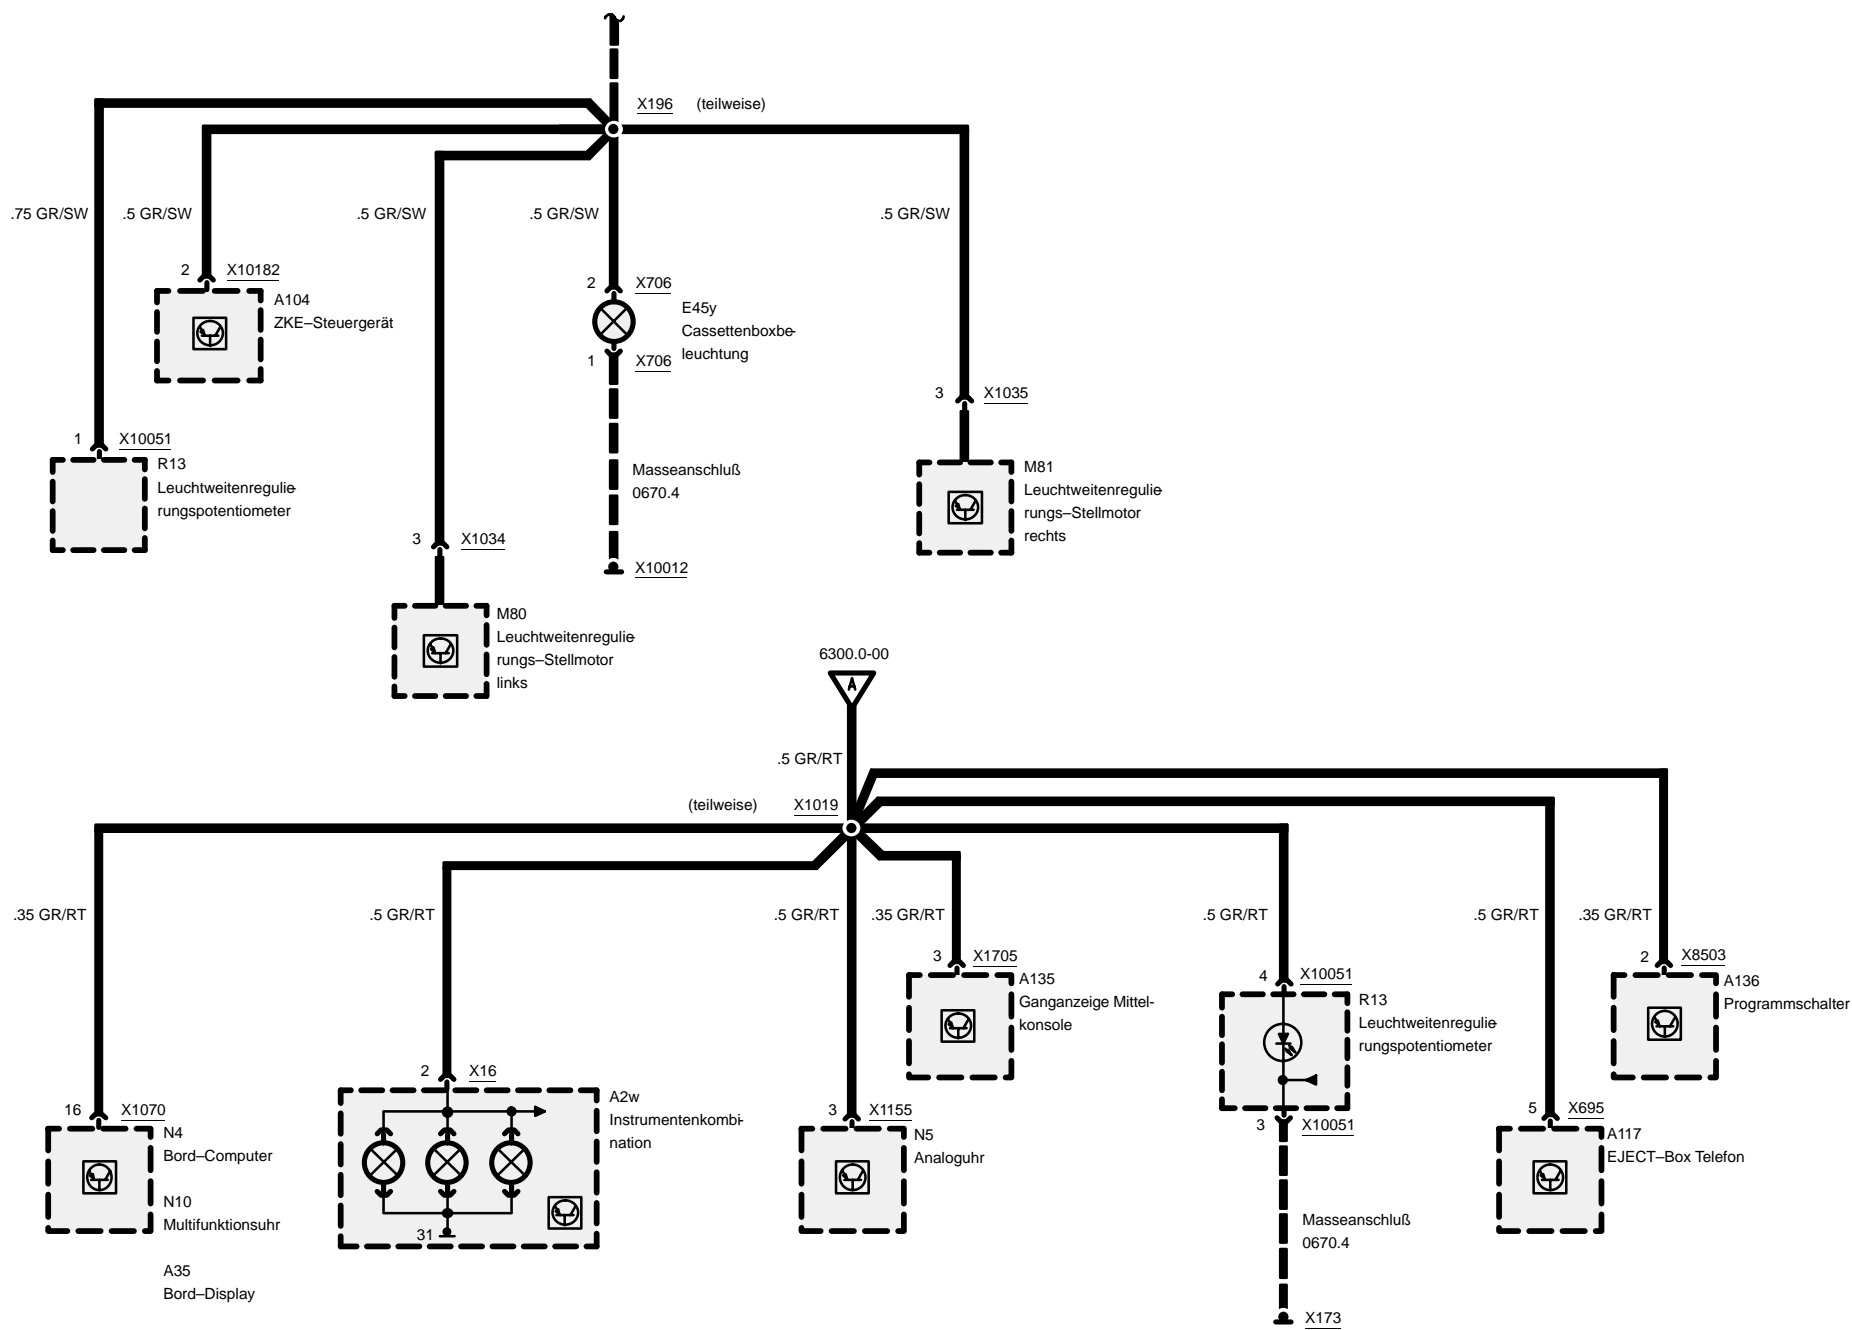 X196 (teilweise)
.75 GR/SW .5 GR/SW .5 GR/SW .5 GR/SW .5 GR/SW
2 X10182
A104
ZKE–Steuergerät
2 X706
E45y
Cassettenboxbe-
leuchtung
1 X706
3 X1035
1 X10051
R13
Leuchtweitenregulie-
rungspotentiometer
Masseanschluß
0670.4
M81
Leuchtweitenregulie-
rungs–Stellmotor
rechts
3 X1034
X10012
M80
Leuchtweitenregulie-
rungs–Stellmotor
links
6300.0-00
A
.5 GR/RT
(teilweise) X1019
.35 GR/RT .5 GR/RT .5 GR/RT .35 GR/RT .5 GR/RT .5 GR/RT .35 GR/RT
3 X1705
A135
Ganganzeige Mittel-
konsole
4 X10051
R13
Leuchtweitenregulie-
rungspotentiometer
2 X8503
A136
Programmschalter
2 X16
A2w
Instrumentenkombi-
nation
31
16 X1070
N4
Bord–Computer
N10
Multifunktionsuhr
A35
Bord–Display
3 X1155
N5
Analoguhr
3 X10051
5 X695
A117
EJECT–Box Telefon
Masseanschluß
0670.4
X173